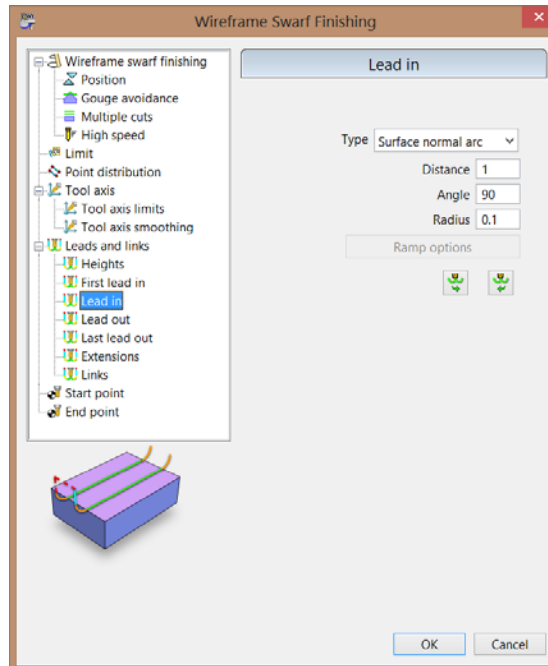 Wireframe Swarf Finishing
Wireframe swarf finishing
Position
Gouge avoidance
Multiple cuts
High speed
Limit
Point distribution
Tool axis
Tool axis limits
Tool axis smoothing
Leads and links
Heights
First lead in
Lead in
Lead out
Last lead out
Extensions
Links
Start point
End point
Lead in
Type Surface normal arc
Distance 1
Angle 90
Radius 0.1
Ramp options
OK Cancel